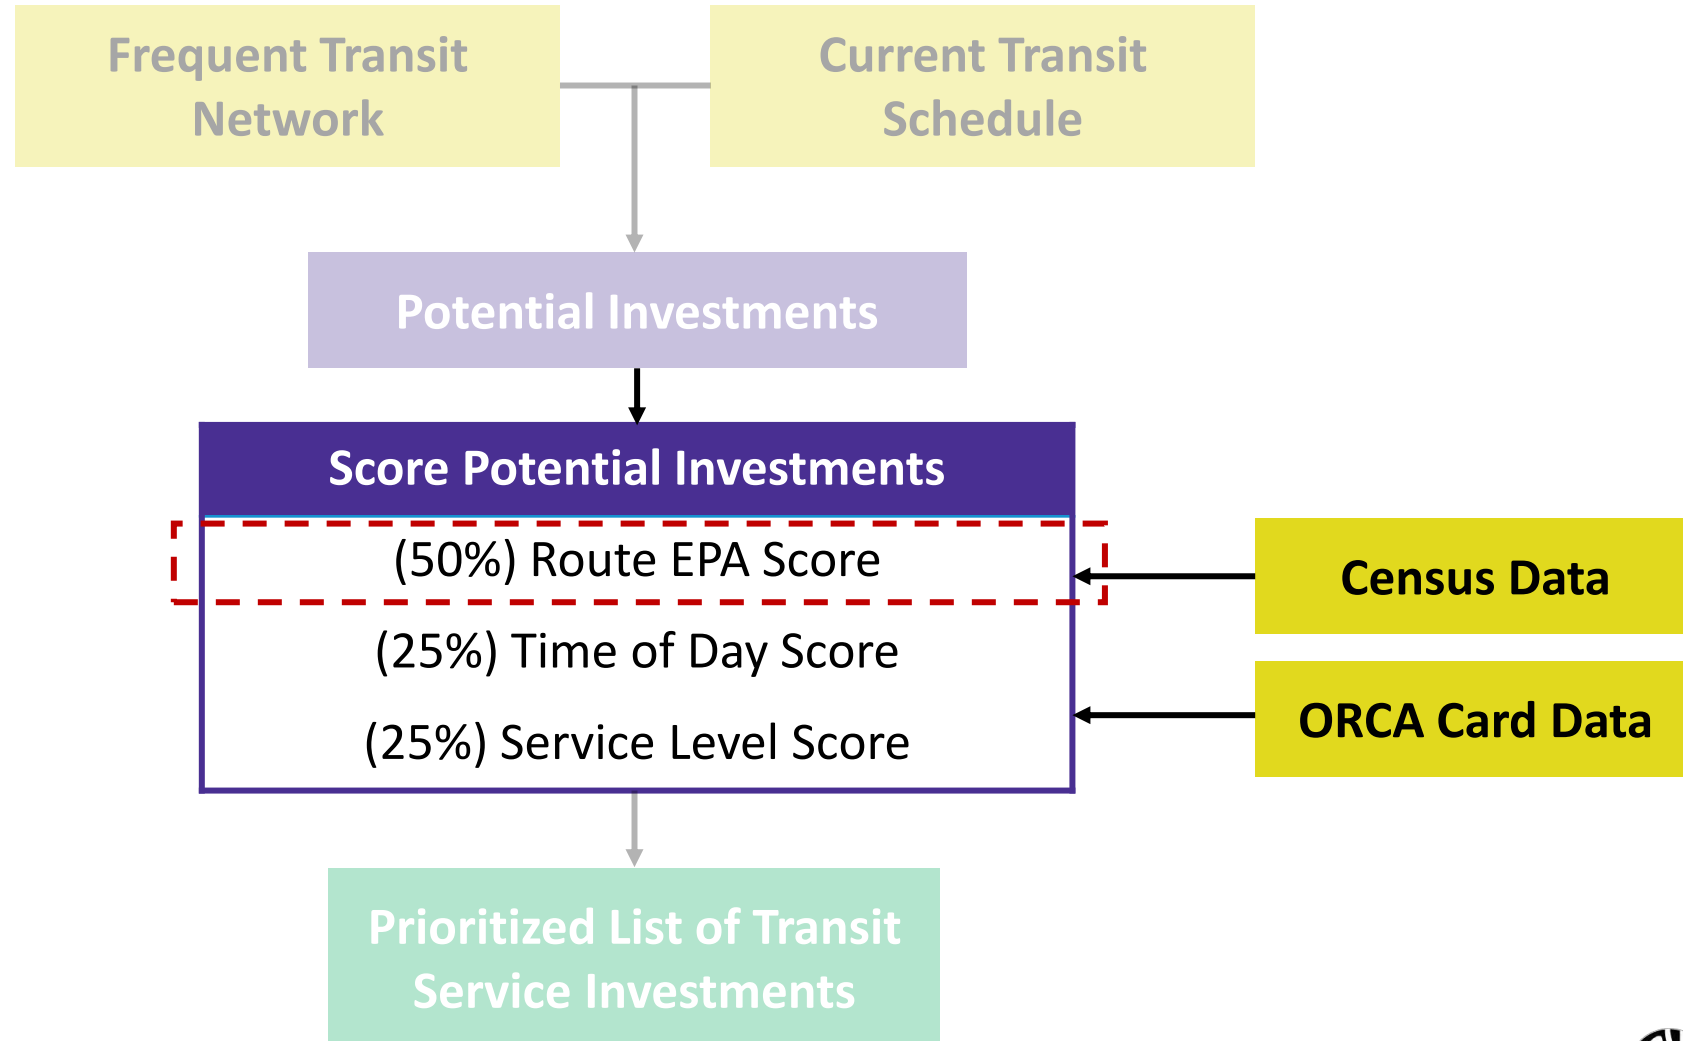 Frequent Transit
Network
Current Transit
Schedule
Potential Investments
Score Potential Investments
(50%) Route EPA Score
(25%) Time of Day Score
(25%) Service Level Score
Census Data
ORCA Card Data
Prioritized List of Transit
Service Investments